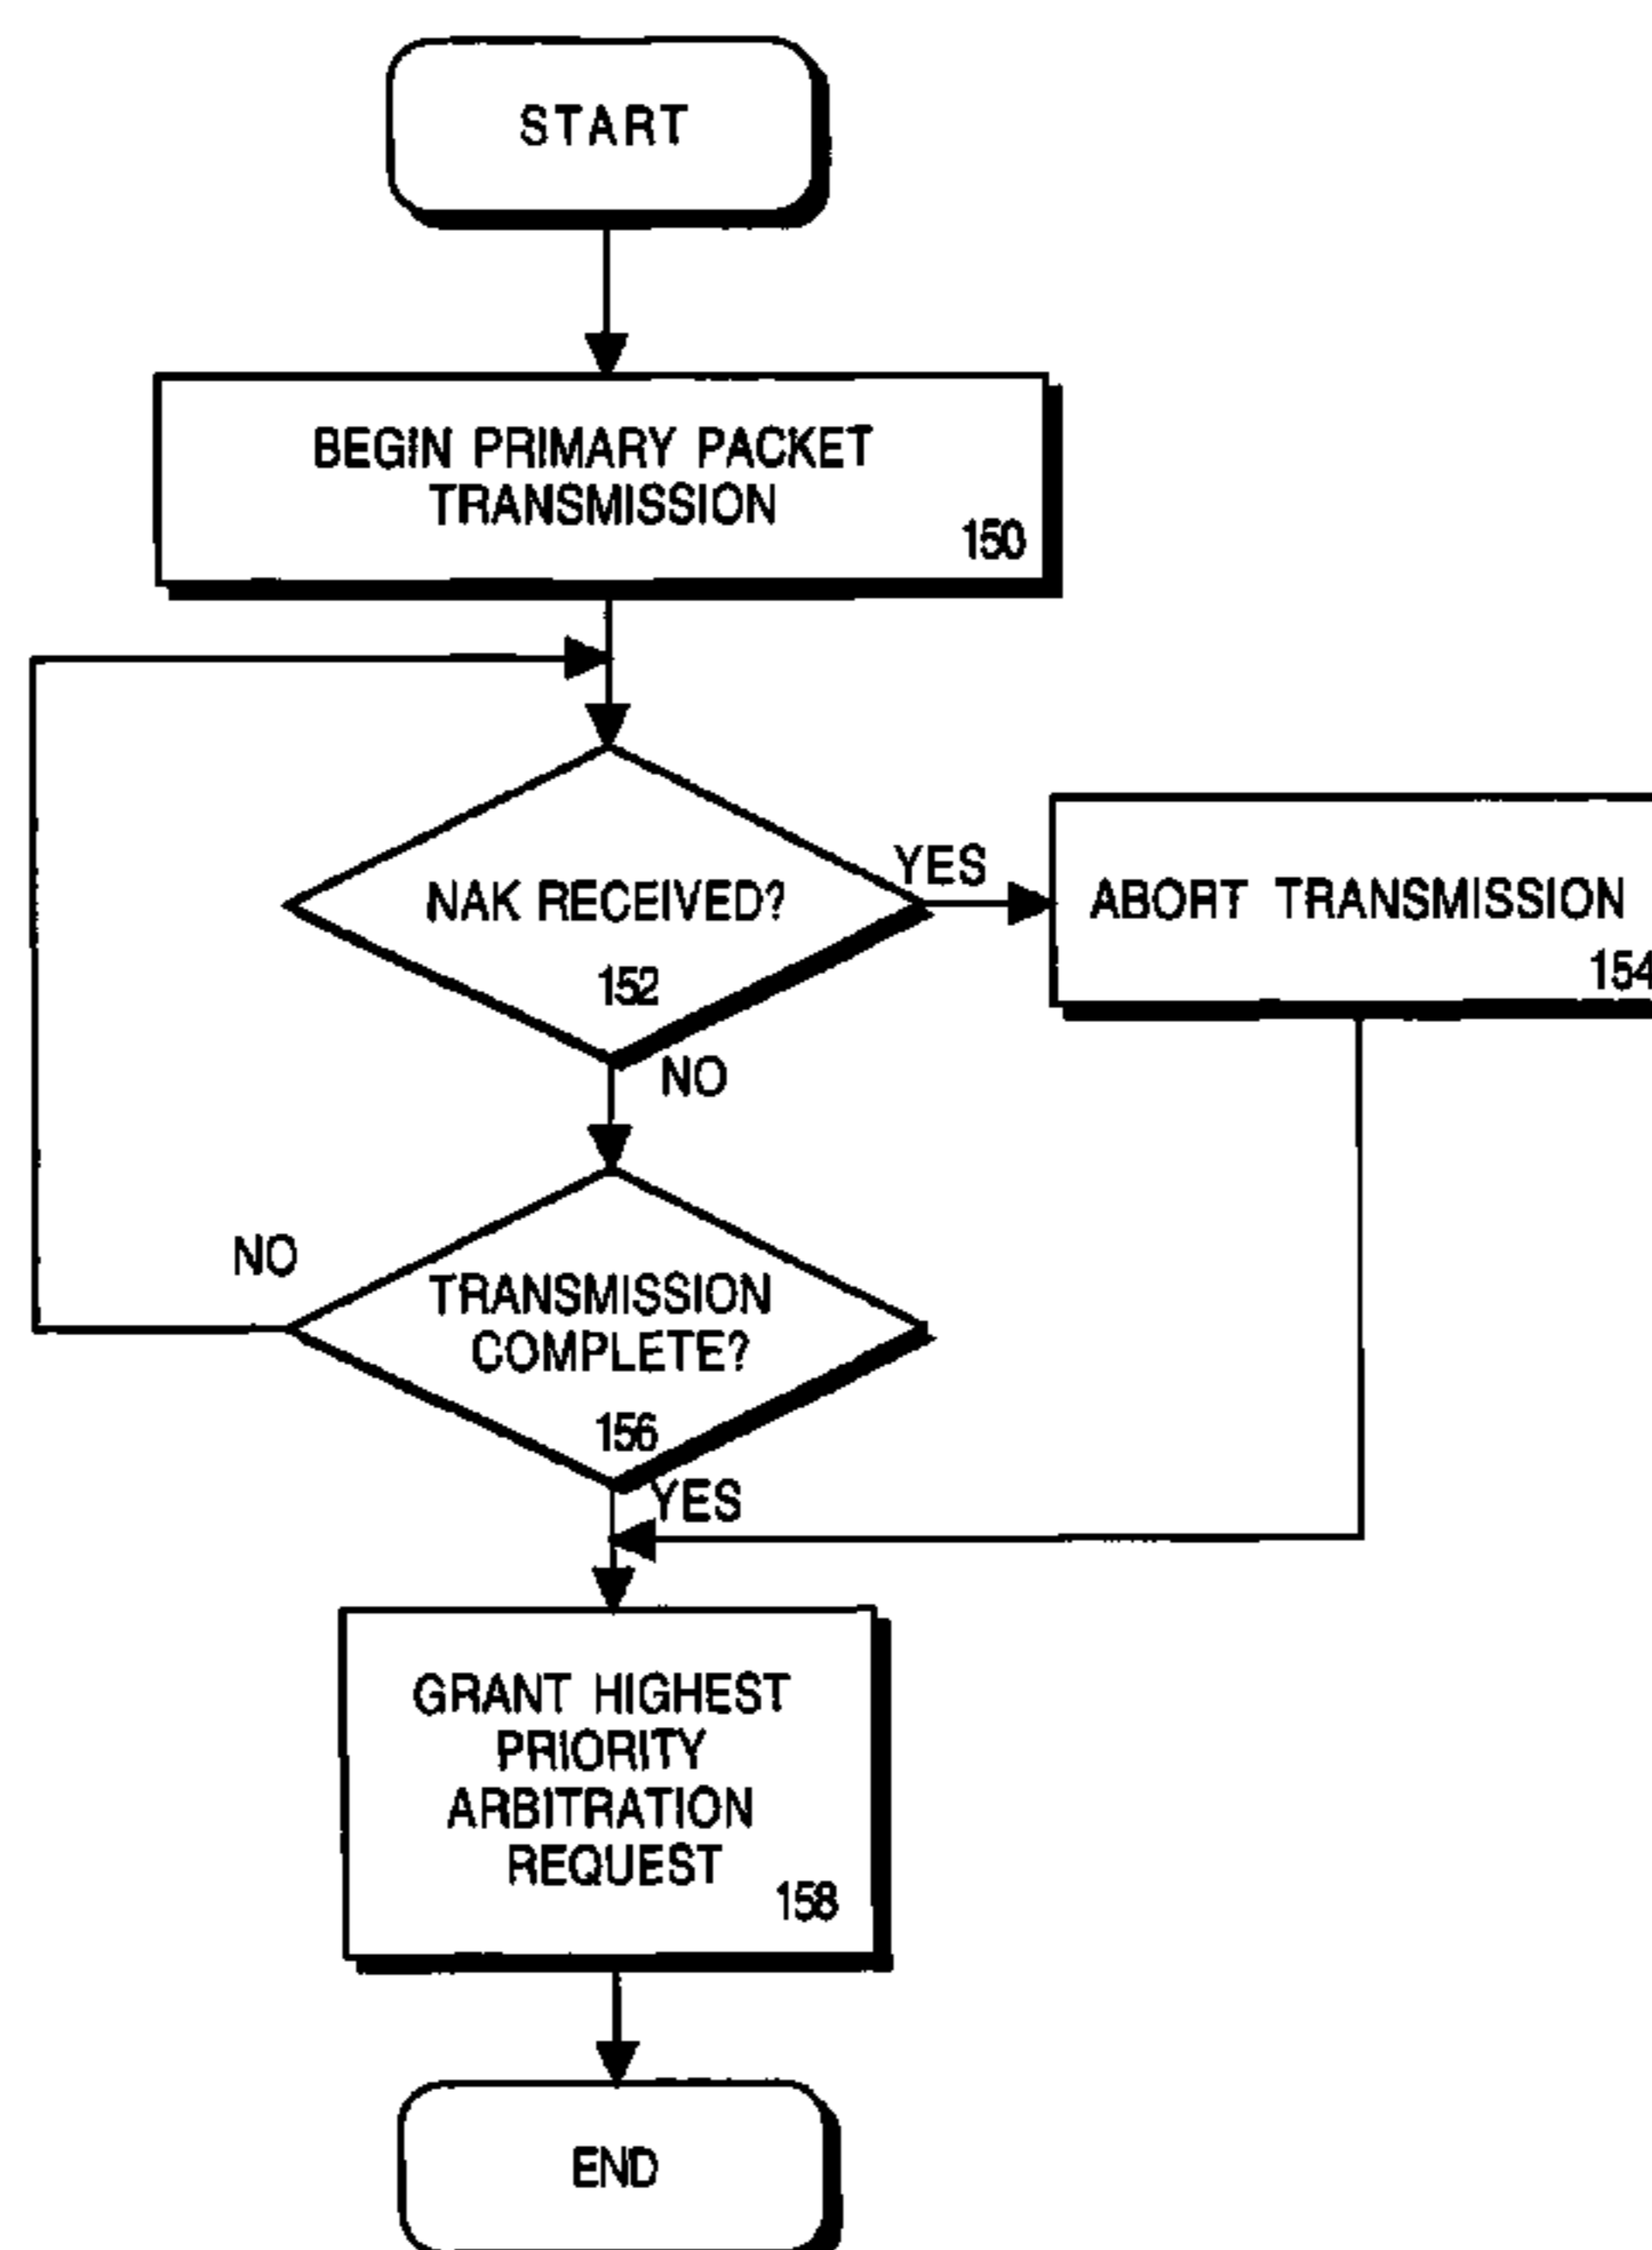 START
BEGIN PRIMARY PACKET
TRANSMISSION
150
NAK RECEIVED?
152
YES
ABORT TRANSMISSION
154
NO
NO
TRANSMISSION
COMPLETE?
156
YES
GRANT HIGHEST
PRIORITY
ARBITRATION
REQUEST
158
END